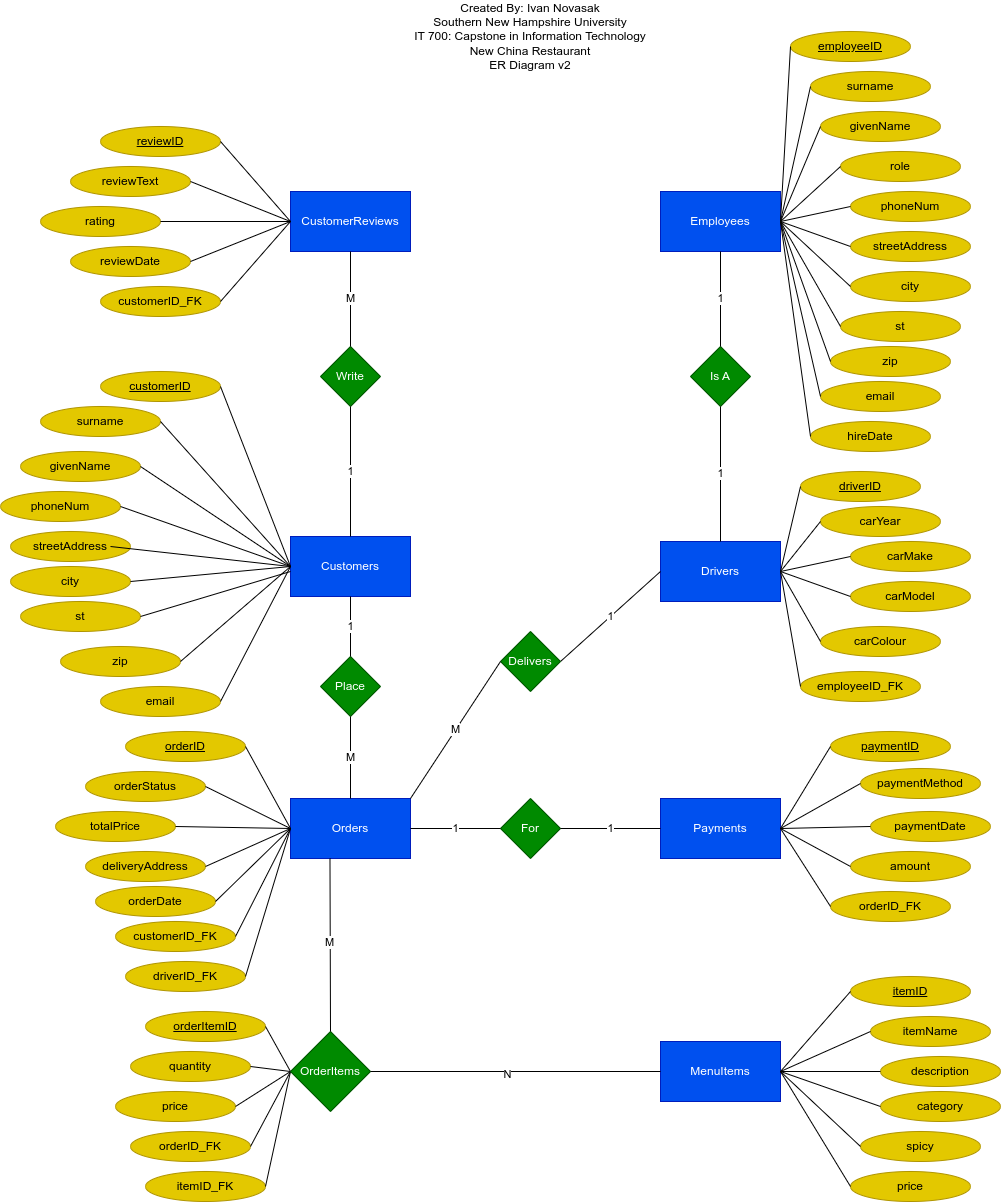 Created By: Ivan Novasak
Southern New Hampshire University
IT 700: Capstone in Information Technology
New China Restaurant
ER Diagram v2
reviewID
reviewText
rating
reviewDate
customerID_FK
CustomerReviews
M
Write
1
employeeID
surname
givenName
role
phoneNum
streetAddress
city
st
zip
email
hireDate
Employees
1
Is A
1
customerID
surname
givenName
phoneNum
streetAddress
city
st
zip
email
Customers
1
Place
M
driverID
carYear
carMake
carModel
carColour
employeeID_FK
Drivers
1
Delivers
M
orderID
orderStatus
totalPrice
deliveryAddress
orderDate
customerID_FK
driverID_FK
Orders
1
For
1
Payments
paymentID
paymentMethod
paymentDate
amount
orderID_FK
M
orderItemID
quantity
price
orderID_FK
itemID_FK
OrderItems
N
MenuItems
itemID
itemName
description
category
spicy
price